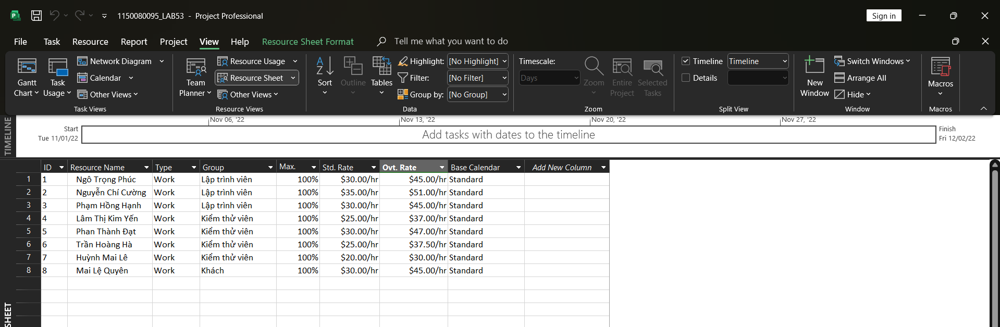 1150080095_LAB53 - Project Professional
Sign in
File Task Resource Report Project View Help Resource Sheet Format Tell me what you want to do
Gantt Chart
Task Usage
Network Diagram
Calendar
Other Views
Task Views
Team Planner
Resource Usage
Resource Sheet
Other Views
Resource Views
Sort
Outline
Tables
Highlight: [No Highlight]
Filter: [No Filter]
Group by: [No Group]
Data
Timescale:
Days
Zoom
Entire Project
Selected Tasks
Zoom
Timeline Timeline
Details
Split View
New Window
Switch Windows
Arrange All
Hide
Window
Macros
Macros
TIMELINE
Nov 06, '22 Nov 13, '22 Nov 20, '22 Nov 27, '22
Start
Tue 11/01/22
Add tasks with dates to the timeline
Finish
Fri 12/02/22
ID Resource Name Type Group Max. Std. Rate Ovt. Rate Base Calendar Add New Column
1 1 Ngô Trọng Phúc Work Lập trình viên 100% $30.00/hr $45.00/hr Standard
2 2 Nguyễn Chí Cường Work Lập trình viên 100% $35.00/hr $51.00/hr Standard
3 3 Phạm Hồng Hạnh Work Lập trình viên 100% $30.00/hr $45.00/hr Standard
4 4 Lâm Thị Kim Yến Work Kiểm thử viên 100% $25.00/hr $37.00/hr Standard
5 5 Phan Thành Đạt Work Kiểm thử viên 100% $30.00/hr $47.00/hr Standard
6 6 Trần Hoàng Hà Work Kiểm thử viên 100% $25.00/hr $37.50/hr Standard
7 7 Huỳnh Mai Lê Work Kiểm thử viên 100% $20.00/hr $30.00/hr Standard
8 8 Mai Lệ Quyên Work Khách 100% $30.00/hr $45.00/hr Standard
SHEET